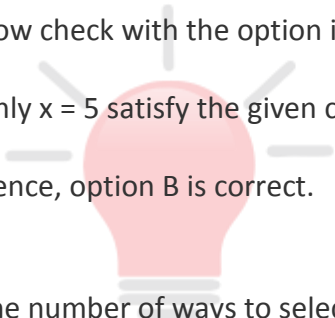 ow check with the option i
nly x = 5 satisfy the given c
ence, option B is correct.
ne number of ways to selec